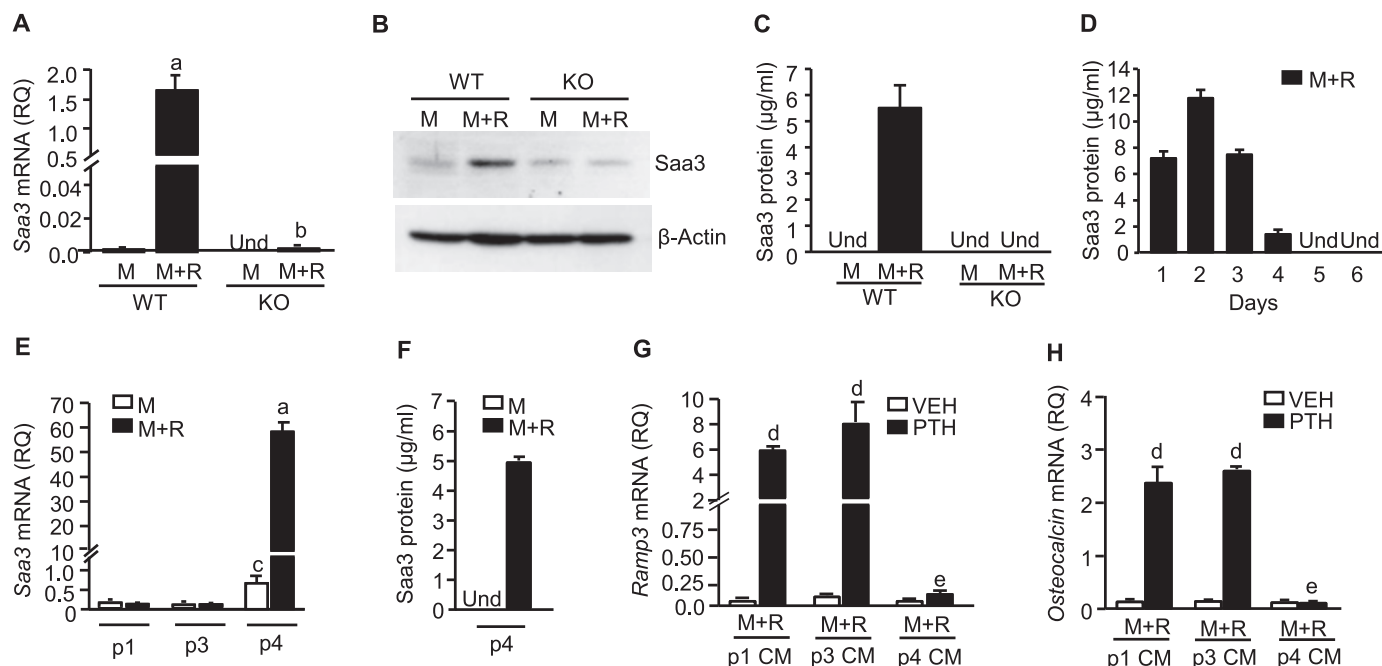 A
Saa3 mRNA (RQ)
2.0
1.5
1.0
0.5
0.04
0.02
0.0
a
Und
b
M M+R M M+R
WT KO
B
WT KO
M M+R M M+R
Saa3
β-Actin
C
Saa3 protein (µg/ml)
7
6
5
4
3
2
1
0
Und Und Und
M M+R M M+R
WT KO
D
Saa3 protein (µg/ml)
M+R
14
12
10
8
6
4
2
0
Und Und
1 2 3 4 5 6
Days
E
Saa3 mRNA (RQ)
M
M+R
70
60
50
40
30
20
10
1.0
0.5
0
c
a
p1 p3 p4
F
Saa3 protein (µg/ml)
M
M+R
7
6
5
4
3
2
1
0
Und
p4
G
Ramp3 mRNA (RQ)
VEH
PTH
10
8
6
4
2
0.75
0.50
0.25
0.0
d
d
e
M+R M+R M+R
p1 CM p3 CM p4 CM
H
Osteocalcin mRNA (RQ)
VEH
PTH
4
3
2
1
0
d
d
e
M+R M+R M+R
p1 CM p3 CM p4 CM